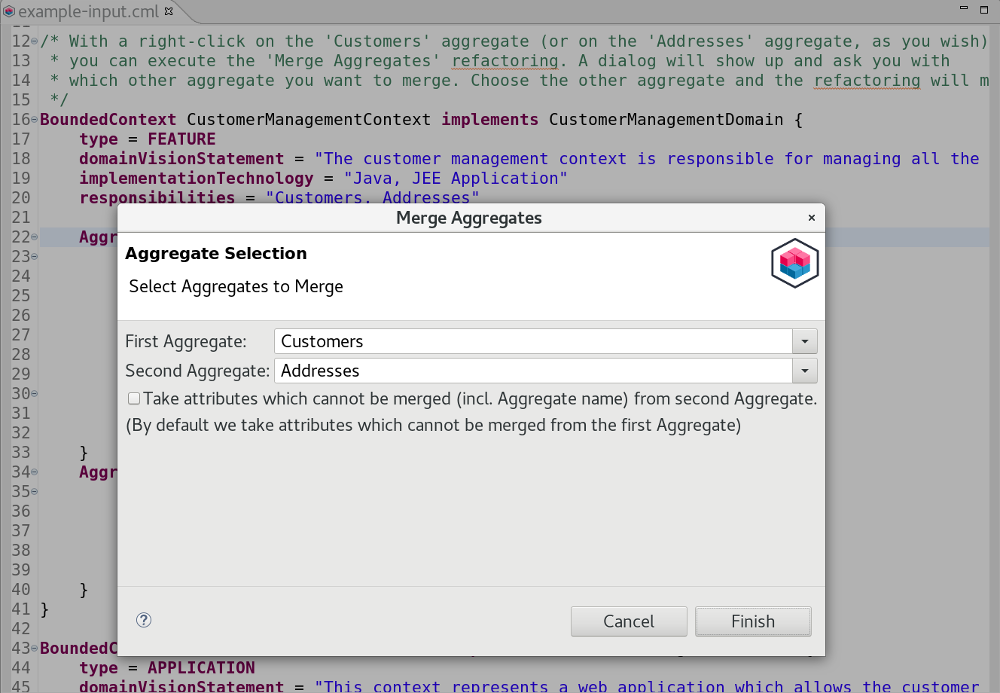 example-input.cml
12 /* With a right-click on the 'Customers' aggregate (or on the 'Addresses' aggregate, as you wish)
13  * you can execute the 'Merge Aggregates' refactoring. A dialog will show up and ask you with
14  * which other aggregate you want to merge. Choose the other aggregate and the refactoring will m
15  */
16 BoundedContext CustomerManagementContext implements CustomerManagementDomain {
17     type = FEATURE
18     domainVisionStatement = "The customer management context is responsible for managing all the
19     implementationTechnology = "Java, JEE Application"
20     responsibilities = "Customers, Addresses"
21
22     Aggr
23
24
25
26
27
28
29
30
31
32
33     }
34     Aggr
35
36
37
38
39
40     }
41 }
42
43 BoundedC
44     type = APPLICATION
45     domainVisionStatement = "This context represents a web application which allows the customer
Merge Aggregates ×
Aggregate Selection
Select Aggregates to Merge
First Aggregate: Customers
Second Aggregate: Addresses
Take attributes which cannot be merged (incl. Aggregate name) from second Aggregate.
(By default we take attributes which cannot be merged from the first Aggregate)
? Cancel Finish